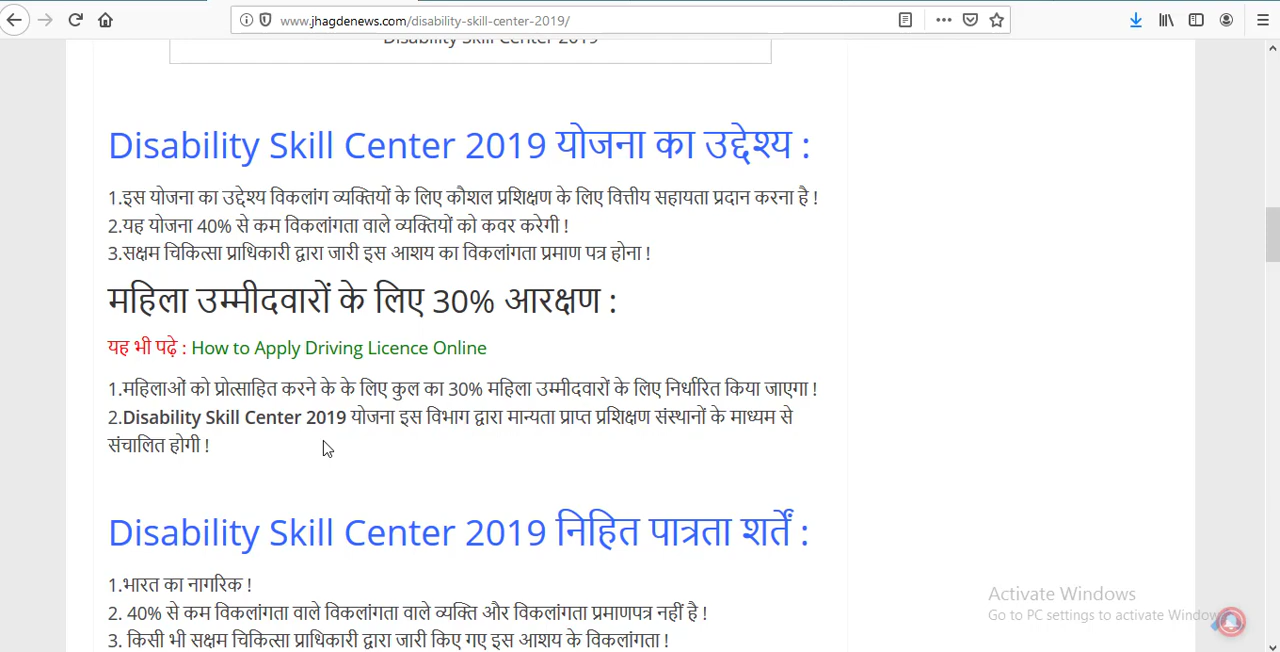 www.jhagdenews.com/disability-skill-center-2019/
Disability Skill Center 2019
Disability Skill Center 2019 योजना का उद्देश्य :
1.इस योजना का उद्देश्य विकलांग व्यक्तियों के लिए कौशल प्रशिक्षण के लिए वित्तीय सहायता प्रदान करना है !
2.यह योजना 40% से कम विकलांगता वाले व्यक्तियों को कवर करेगी !
3.सक्षम चिकित्सा प्राधिकारी द्वारा जारी इस आशय का विकलांगता प्रमाण पत्र होना !
महिला उम्मीदवारों के लिए 30% आरक्षण :
यह भी पढ़े : How to Apply Driving Licence Online
1.महिलाओं को प्रोत्साहित करने के के लिए कुल का 30% महिला उम्मीदवारों के लिए निर्धारित किया जाएगा !
2.Disability Skill Center 2019 योजना इस विभाग द्वारा मान्यता प्राप्त प्रशिक्षण संस्थानों के माध्यम से
संचालित होगी !
Disability Skill Center 2019 निहित पात्रता शर्तें :
1.भारत का नागरिक !
2. 40% से कम विकलांगता वाले विकलांगता वाले व्यक्ति और विकलांगता प्रमाणपत्र नहीं है !
3. किसी भी सक्षम चिकित्सा प्राधिकारी द्वारा जारी किए गए इस आशय के विकलांगता !
Activate Windows
Go to PC settings to activate Windows